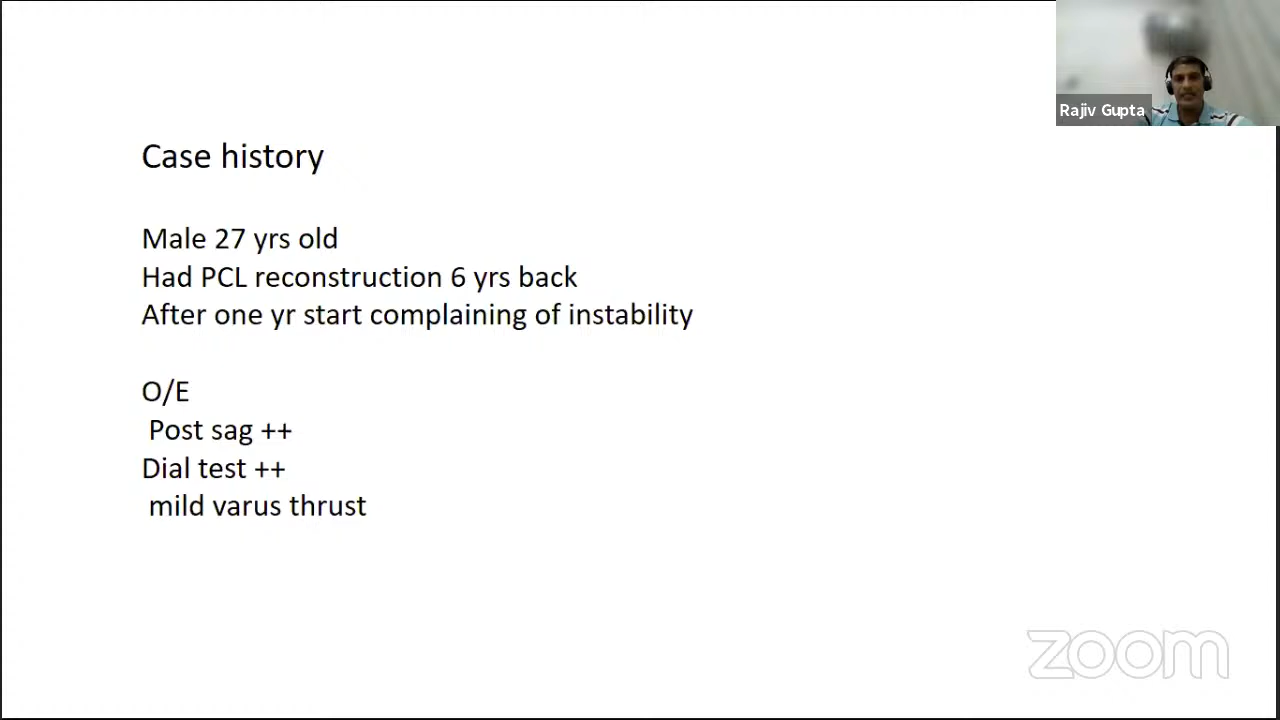 Rajiv Gupta
Case history
Male 27 yrs old
Had PCL reconstruction 6 yrs back
After one yr start complaining of instability
O/E
Post sag ++
Dial test ++
mild varus thrust
zoom